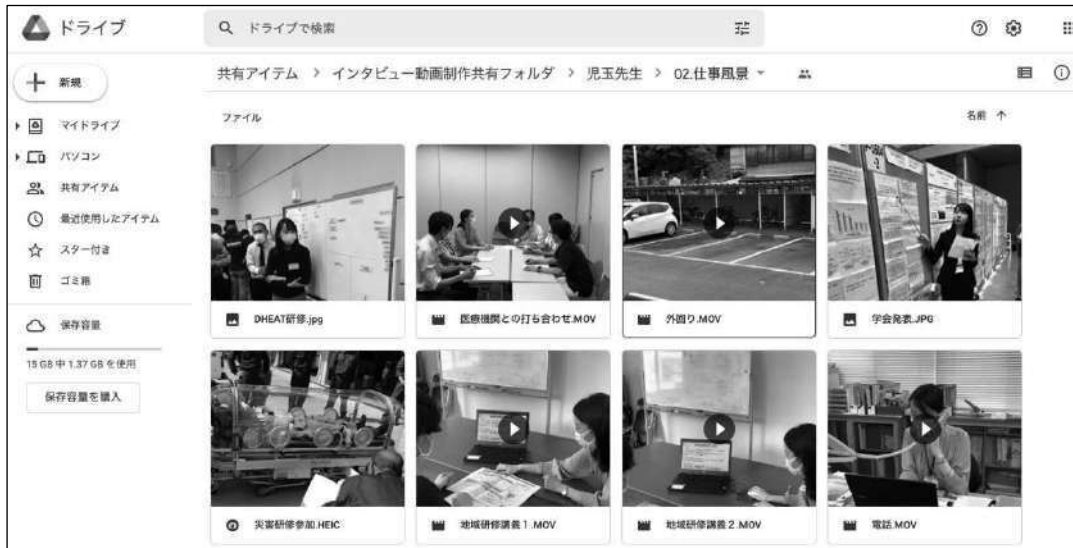 ドライブ
ドライブで検索
新規
共有アイテム > インタビュー動画制作共有フォルダ > 児玉先生 > 02.仕事風景
ファイル
名前 ↑
マイドライブ
パソコン
共有アイテム
最近使用したアイテム
スター付き
ゴミ箱
保存容量
15 GB 中 1.37 GB を使用
保存容量を購入
DHEAT研修.jpg
医療機関との打ち合わせ.MOV
外回り.MOV
学会発表.JPG
災害研修参加.HEIC
地域研修講義1.MOV
地域研修講義2.MOV
電話.MOV